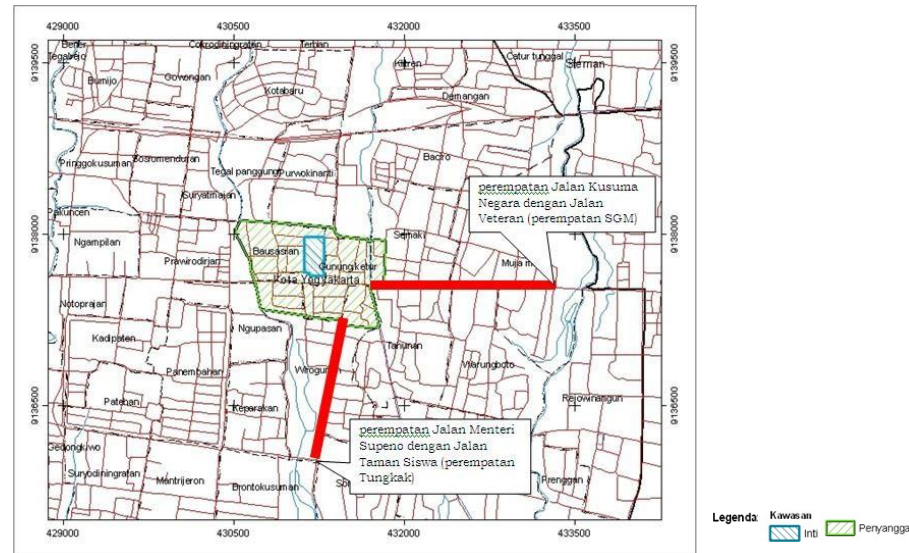 429000 430500 432000 433500
9139500
9138000
9136500
Bener
Tegalrejo
Cokrodiningratan
Terban
Klitren
Catur tunggal
Sleman
Bumijo
Gowongan
Kotabaru
Demangan
Pringgokusuman
Sosromenduran
Tegal panggung
Purwokinanti
Baciro
Suryatmajan
Pakuncen
Ngampilan
Prawirodirjan
Bausasran
Gunungketur
Kota Yogyakarta
Semaki
Muja m
perempatan Jalan Kusuma
Negara dengan Jalan
Veteran (perempatan SGM)
Notoprajan
Ngupasan
Kadipaten
Panembahan
Wirogunan
Tahunan
Warungboto
Patehan
Keparakan
Rejowinangun
Gedongkiwo
Suryodiningratan
Mantrijeron
Brontokusuman
Prenggan
perempatan Jalan Menteri
Supeno dengan Jalan
Taman Siswa (perempatan
Tungkak)
429000 430500 432000 433500
9139500
9138000
9136500
Legenda:
Kawasan
Inti
Penyangga